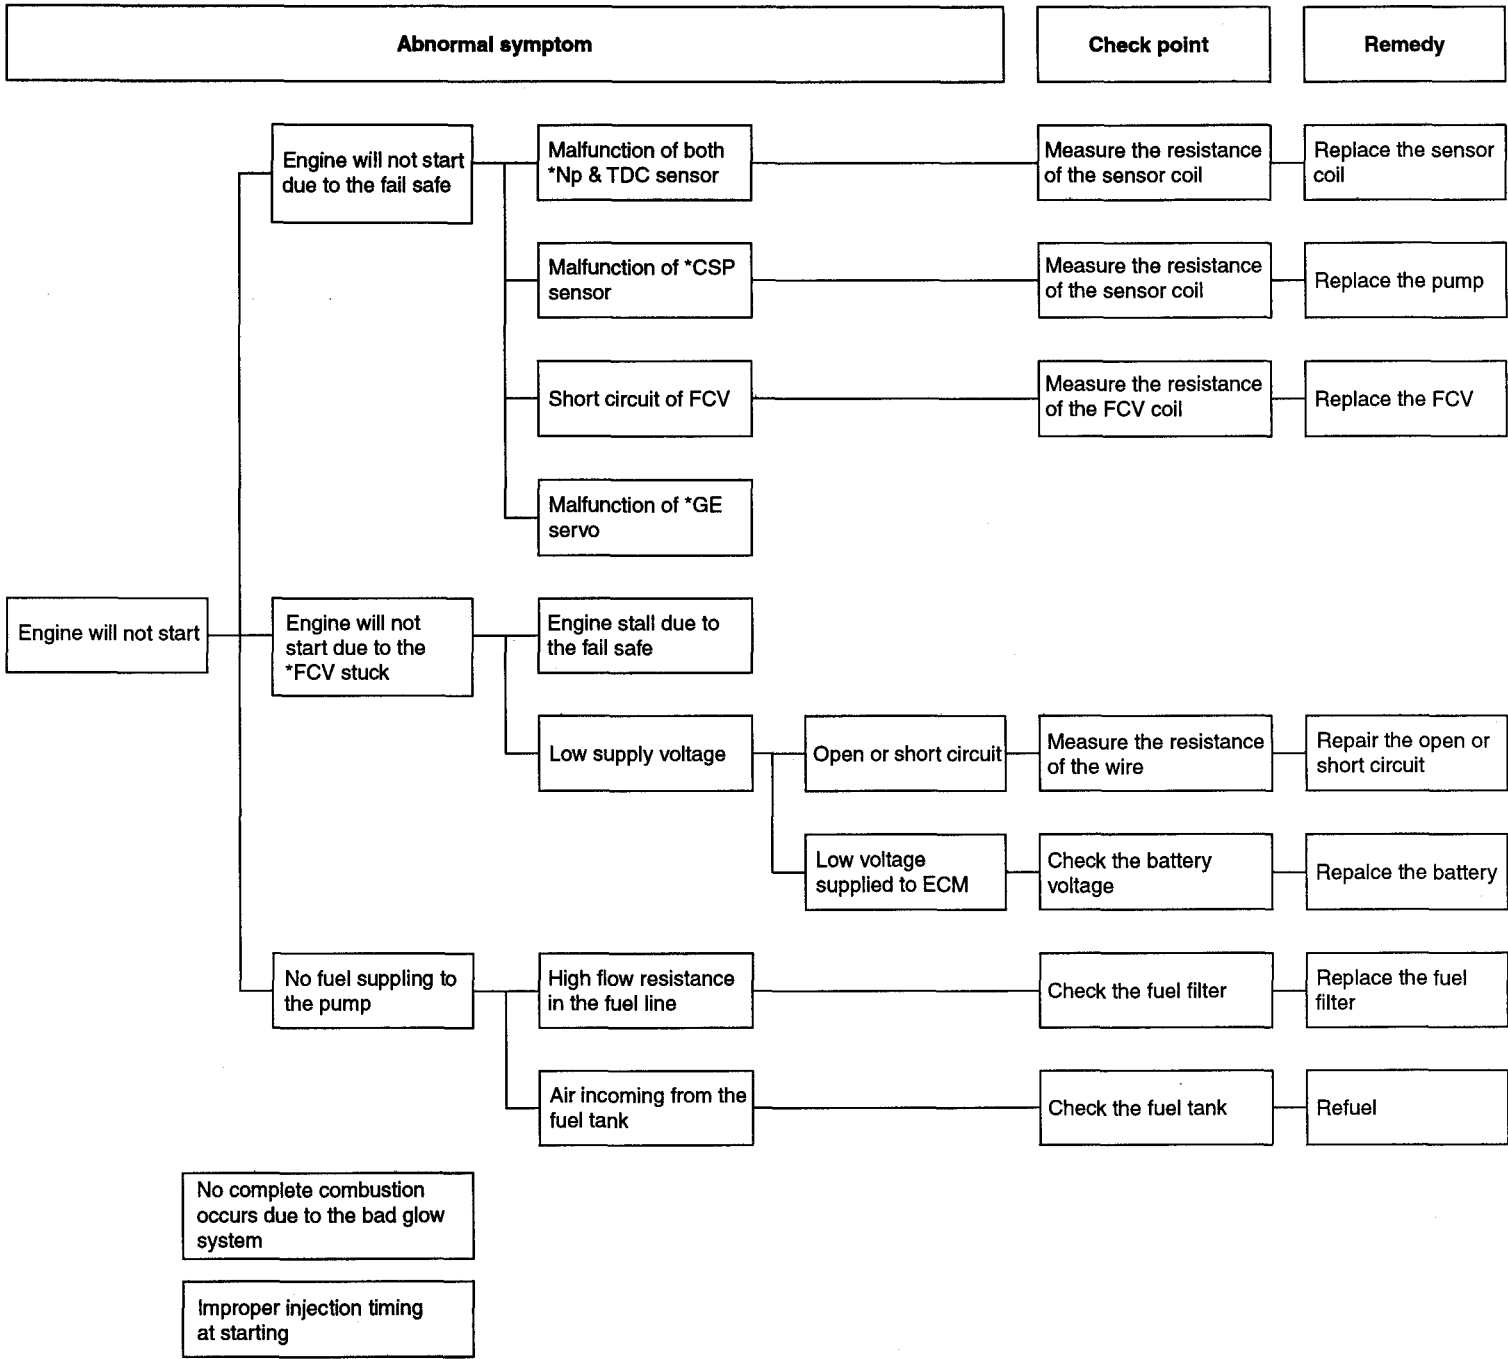 Abnormal symptom
Check point
Remedy
Engine will not start
due to the fail safe
Malfunction of both
*Np & TDC sensor
Measure the resistance
of the sensor coil
Replace the sensor
coil
Malfunction of *CSP
sensor
Measure the resistance
of the sensor coil
Replace the pump
Short circuit of FCV
Measure the resistance
of the FCV coil
Replace the FCV
Malfunction of *GE
servo
Engine will not start
Engine will not
start due to the
*FCV stuck
Engine stall due to
the fail safe
Low supply voltage
Open or short circuit
Measure the resistance
of the wire
Repair the open or
short circuit
Low voltage
supplied to ECM
Check the battery
voltage
Repalce the battery
No fuel suppling to
the pump
High flow resistance
in the fuel line
Check the fuel filter
Replace the fuel
filter
Air incoming from the
fuel tank
Check the fuel tank
Refuel
No complete combustion
occurs due to the bad glow
system
Improper injection timing
at starting